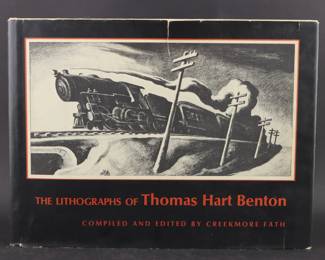 THE LITHOGRAPHS OF Thomas Hart Benton
COMPILED AND EDITED BY CREEKMORE FATH